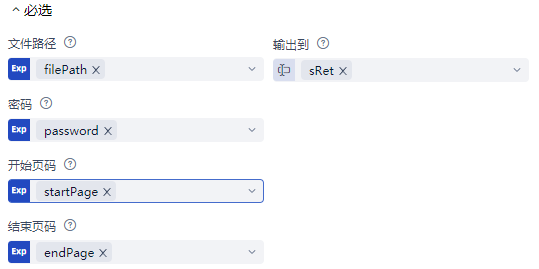 必选
文件路径 ?
输出到 ?
Exp filePath ×
sRet ×
密码 ?
Exp password ×
开始页码 ?
Exp startPage ×
结束页码 ?
Exp endPage ×